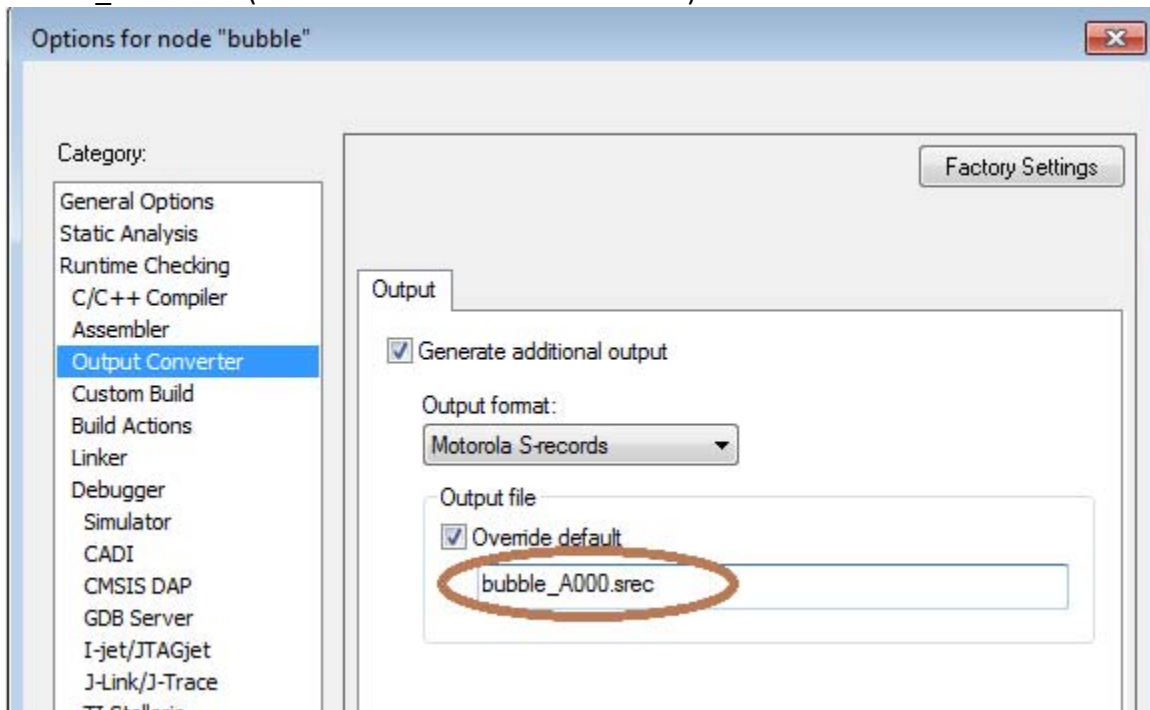 Options for node "bubble"
Category:
Factory Settings
General Options
Static Analysis
Runtime Checking
C/C++ Compiler
Assembler
Output Converter
Custom Build
Build Actions
Linker
Debugger
Simulator
CADI
CMSIS DAP
GDB Server
I-jet/JTAGjet
J-Link/J-Trace
Output
Generate additional output
Output format:
Motorola S-records
Output file
Override default
bubble_A000.srec